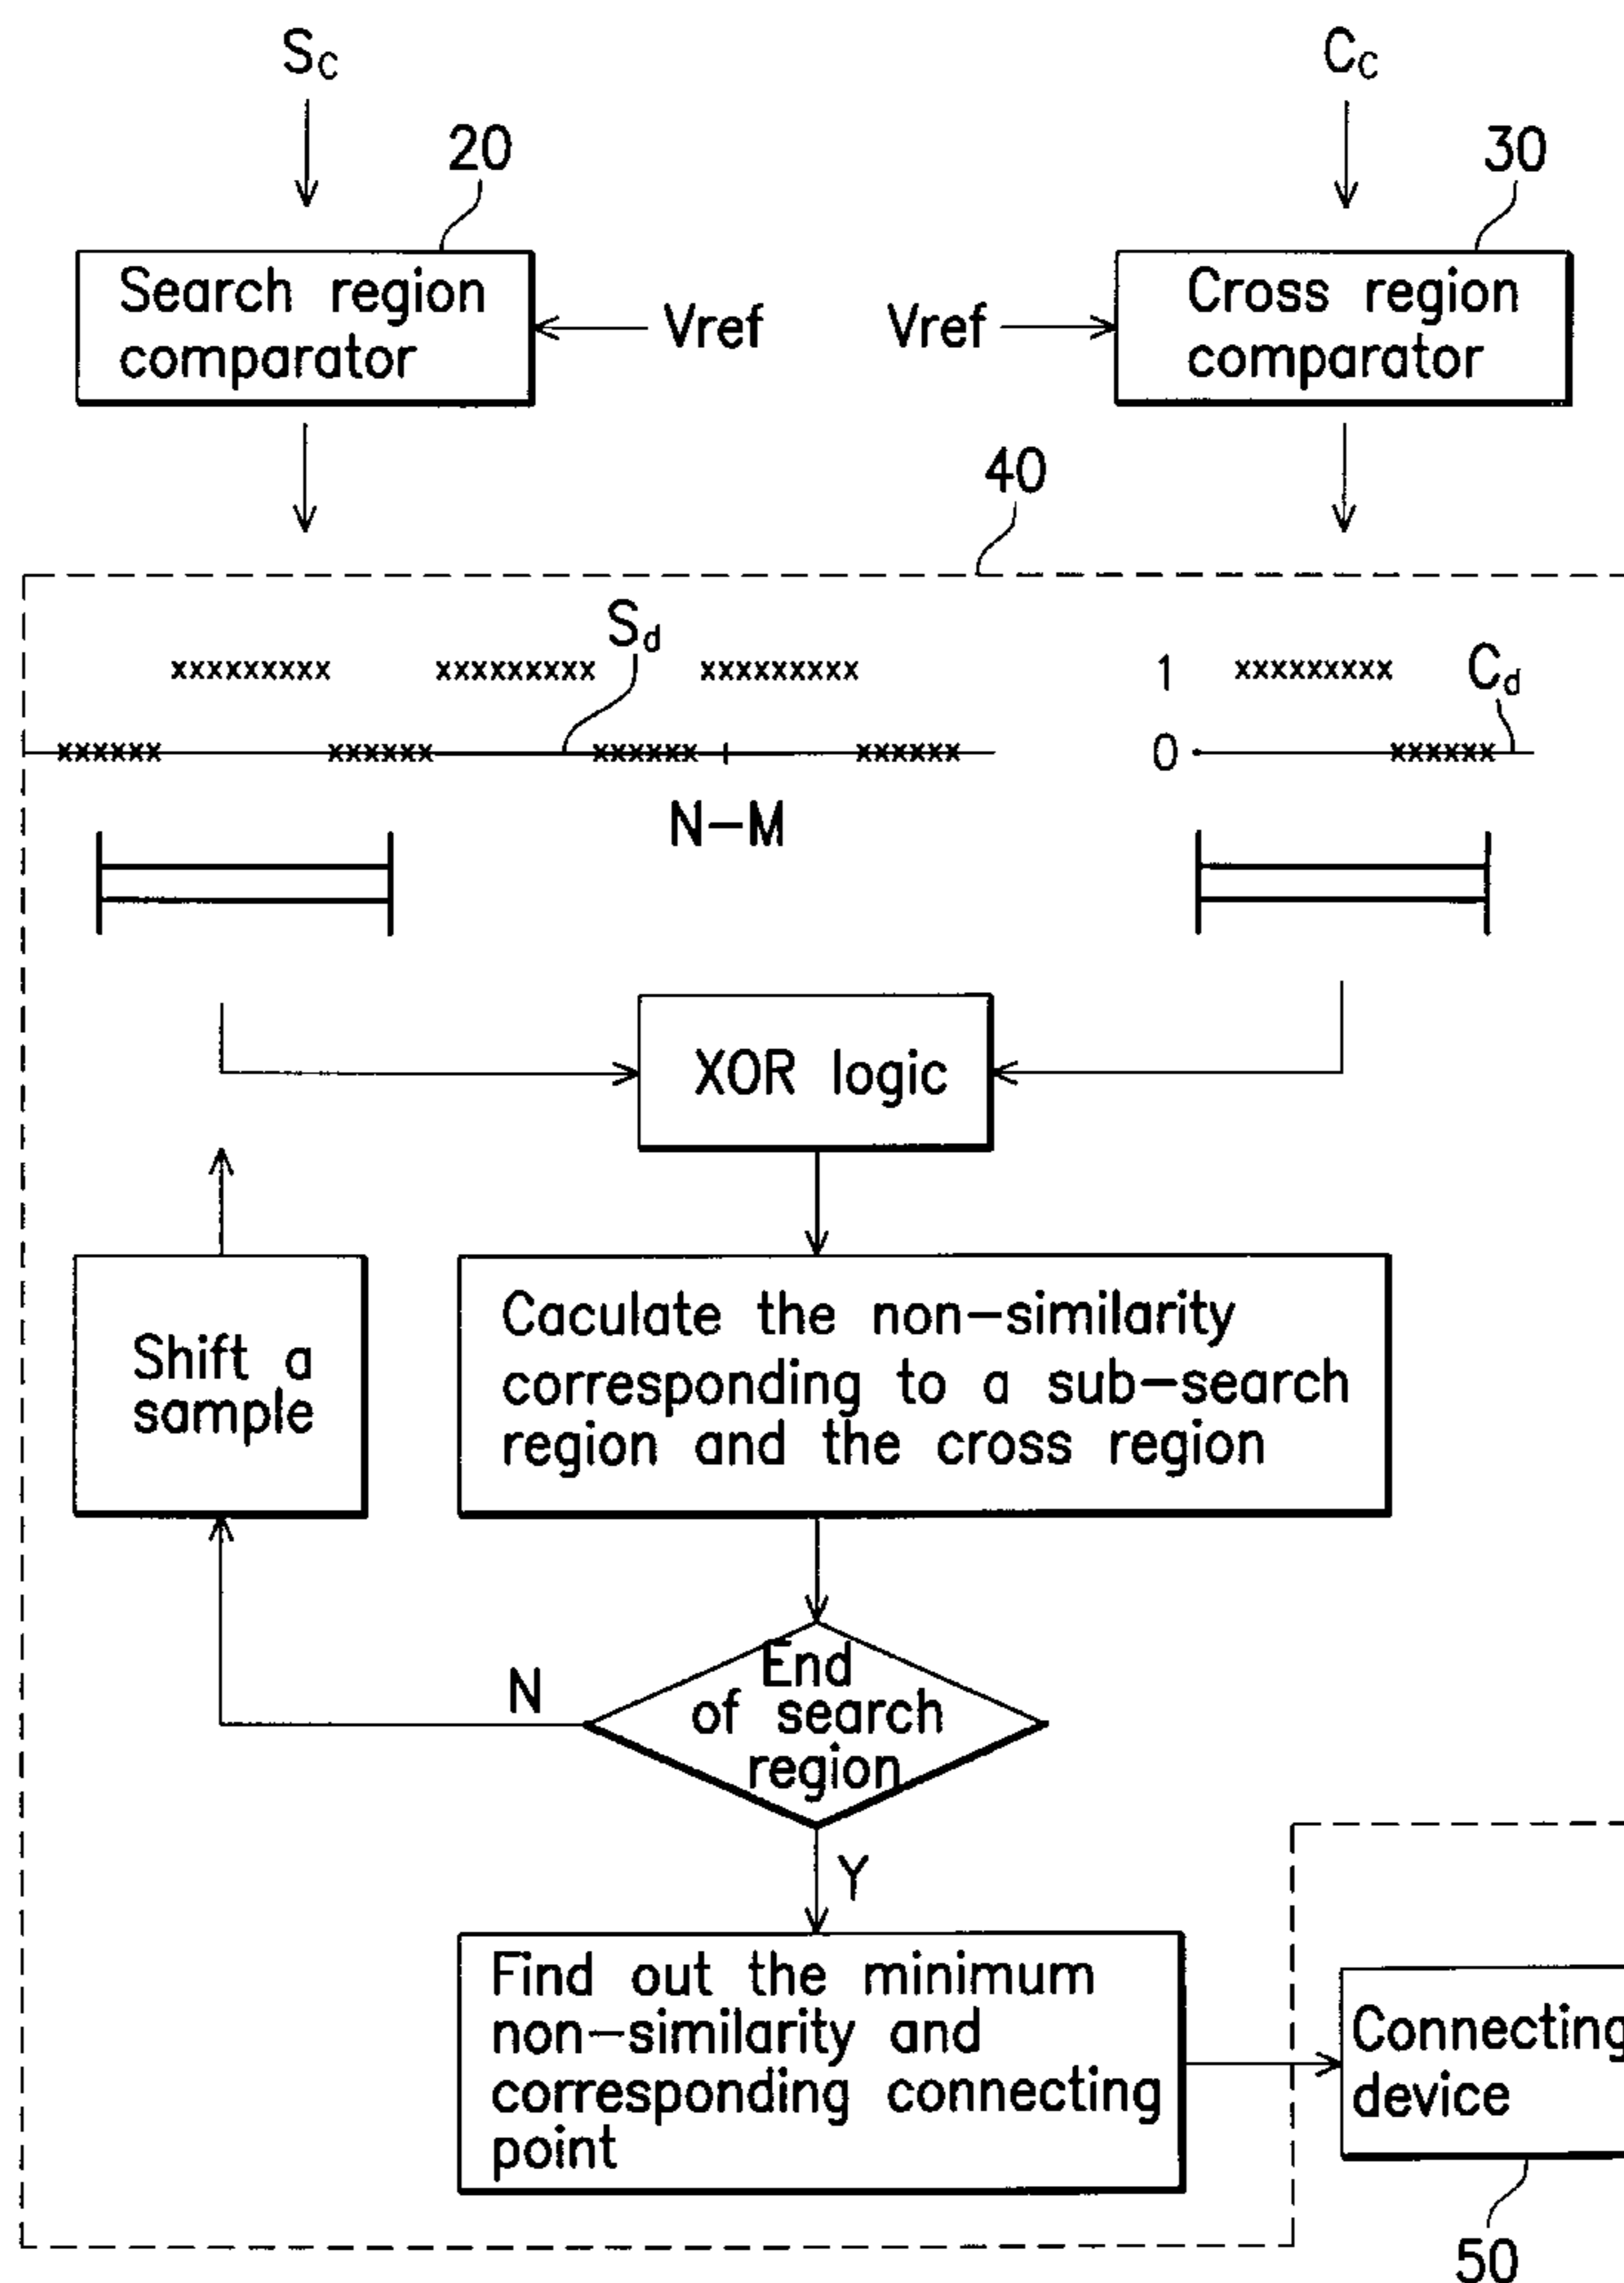 Sc
Cc
20
30
Search region
comparator
Vref
Vref
Cross region
comparator
40
Sd
xxxxxxxxx xxxxxxxxx xxxxxxxxx
1
xxxxxxxxx
Cd
xxxxxx xxxxxx xxxxxx xxxxxx
0
xxxxxx
N-M
XOR logic
Shift a
sample
Caculate the non-similarity
corresponding to a sub-search
region and the cross region
N
End
of search
region
Y
Find out the minimum
non-similarity and
corresponding connecting
point
Connecting
device
50